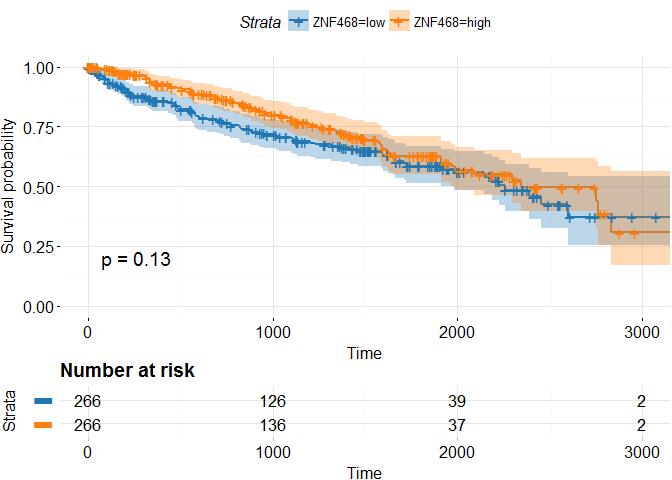 Strata ZNF468=low ZNF468=high
Survival probability
1.00
0.75
0.50
0.25
0.00
p = 0.13
0 1000 2000 3000
Time
Number at risk
Strata
266 126 39 2
266 136 37 2
0 1000 2000 3000
Time